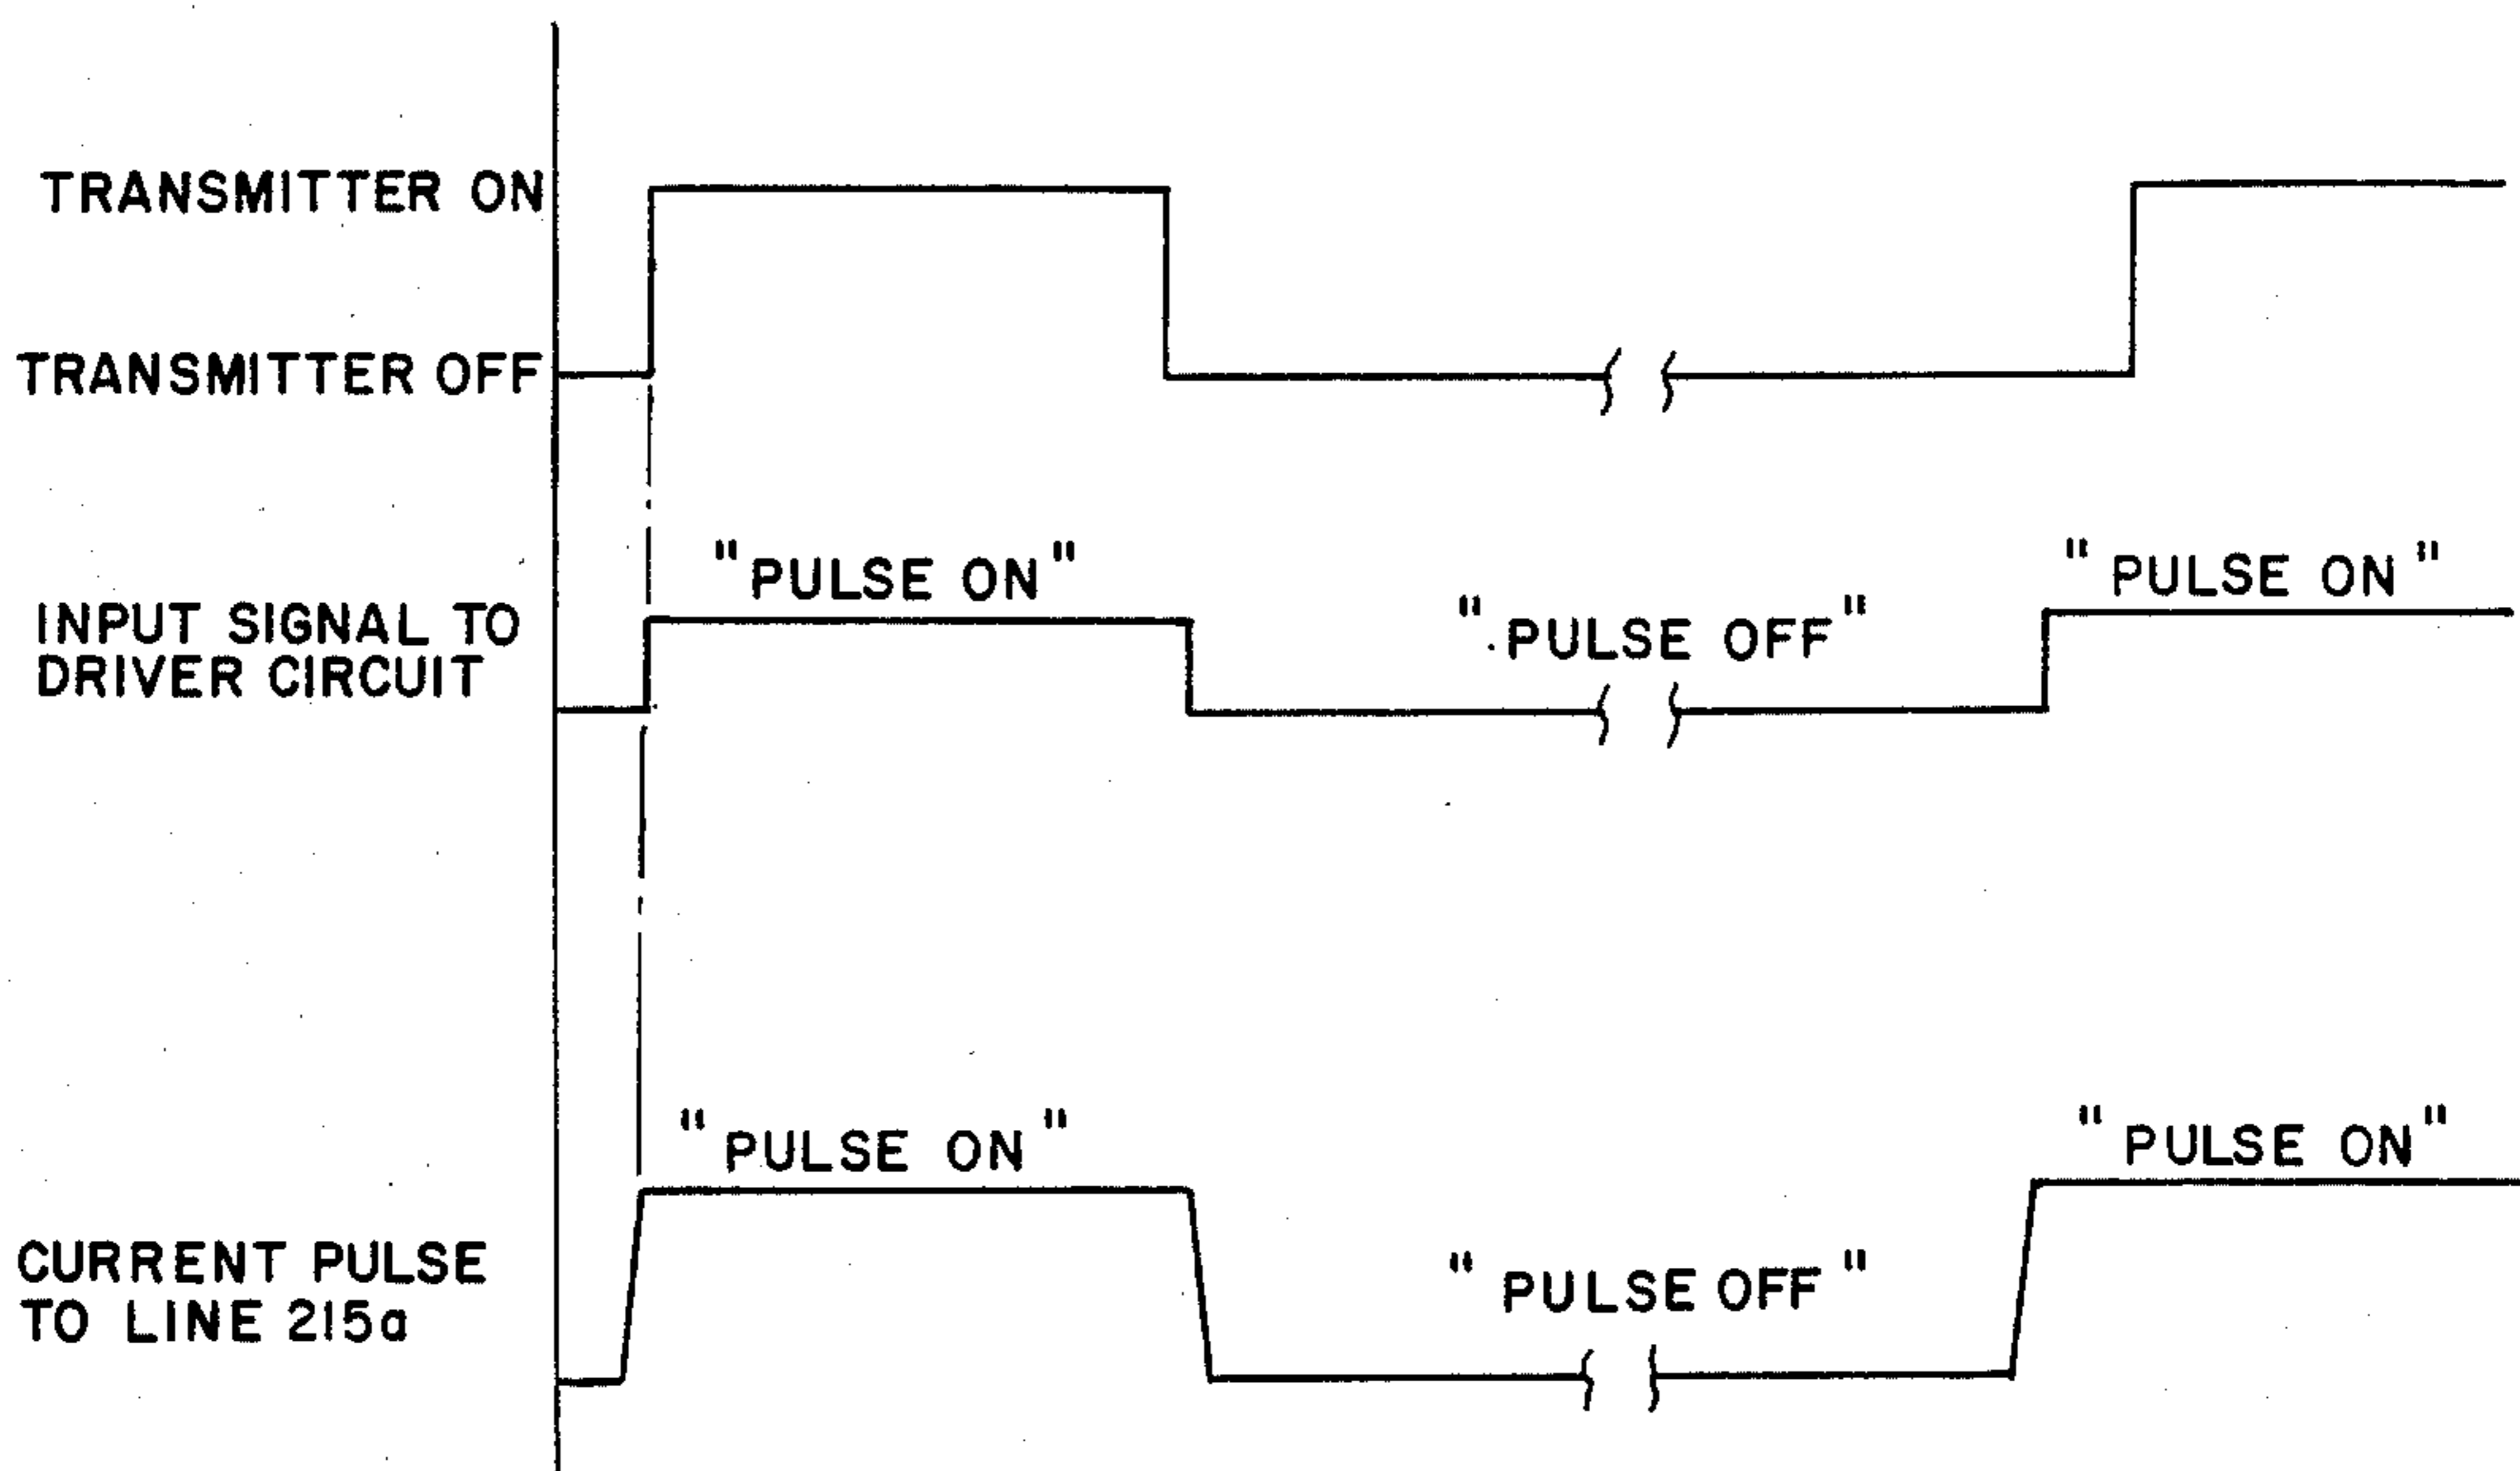 TRANSMITTER ON
TRANSMITTER OFF
"PULSE ON"
"PULSE OFF"
"PULSE ON"
INPUT SIGNAL TO
DRIVER CIRCUIT
"PULSE ON"
"PULSE OFF"
"PULSE ON"
CURRENT PULSE
TO LINE 215a